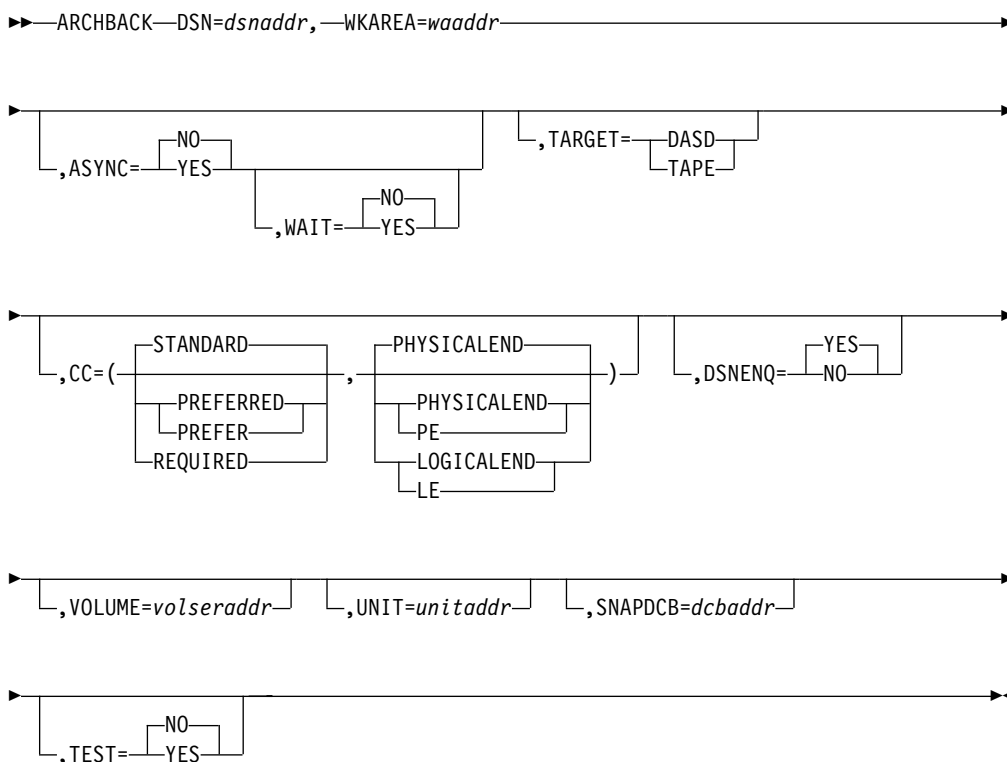 ARCHBACK DSN=dsnaddr, WKAREA=waaddr
NO NO
,ASYNC= YES ,TARGET= DASD
TAPE
NO
,WAIT= YES
STANDARD PHYSICALEND YES
,CC=( , ) ,DSNENQ= NO
PREFERRED PHYSICALEND
PREFER PE
REQUIRED LOGICALEND
LE
,VOLUME=volseraddr ,UNIT=unitaddr ,SNAPDCB=dcbaddr
NO
,TEST= YES